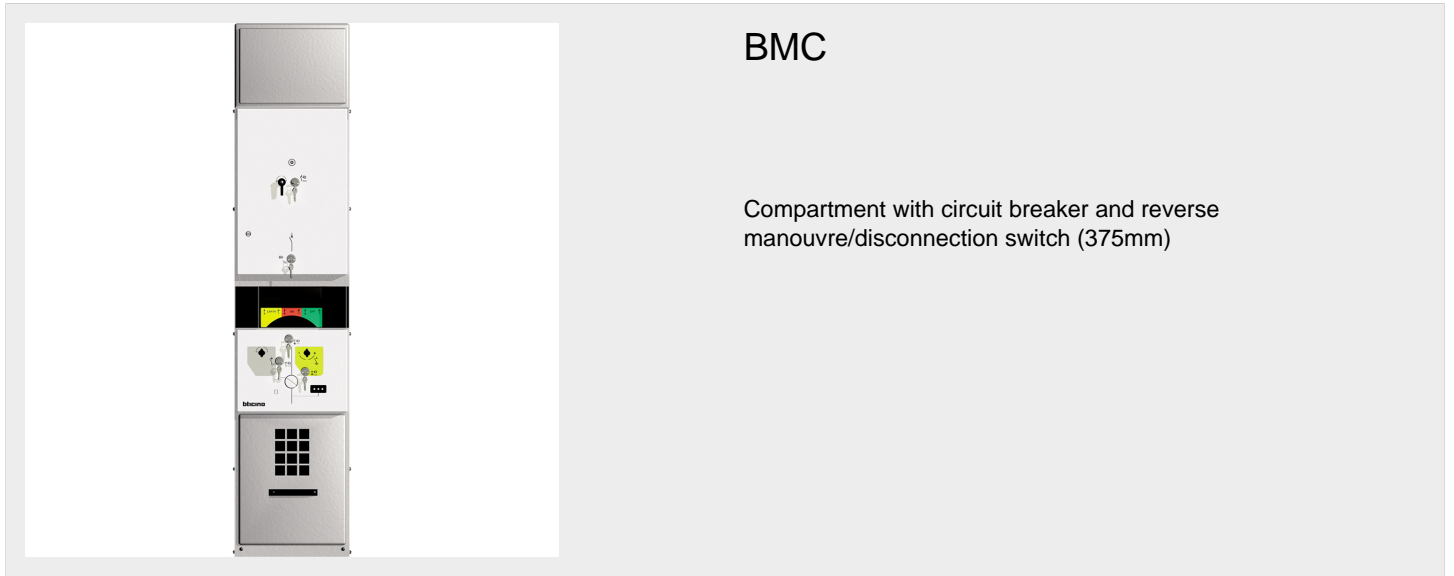 BMC
Compartment with circuit breaker and reverse
manouvre/disconnection switch (375mm)
bticino